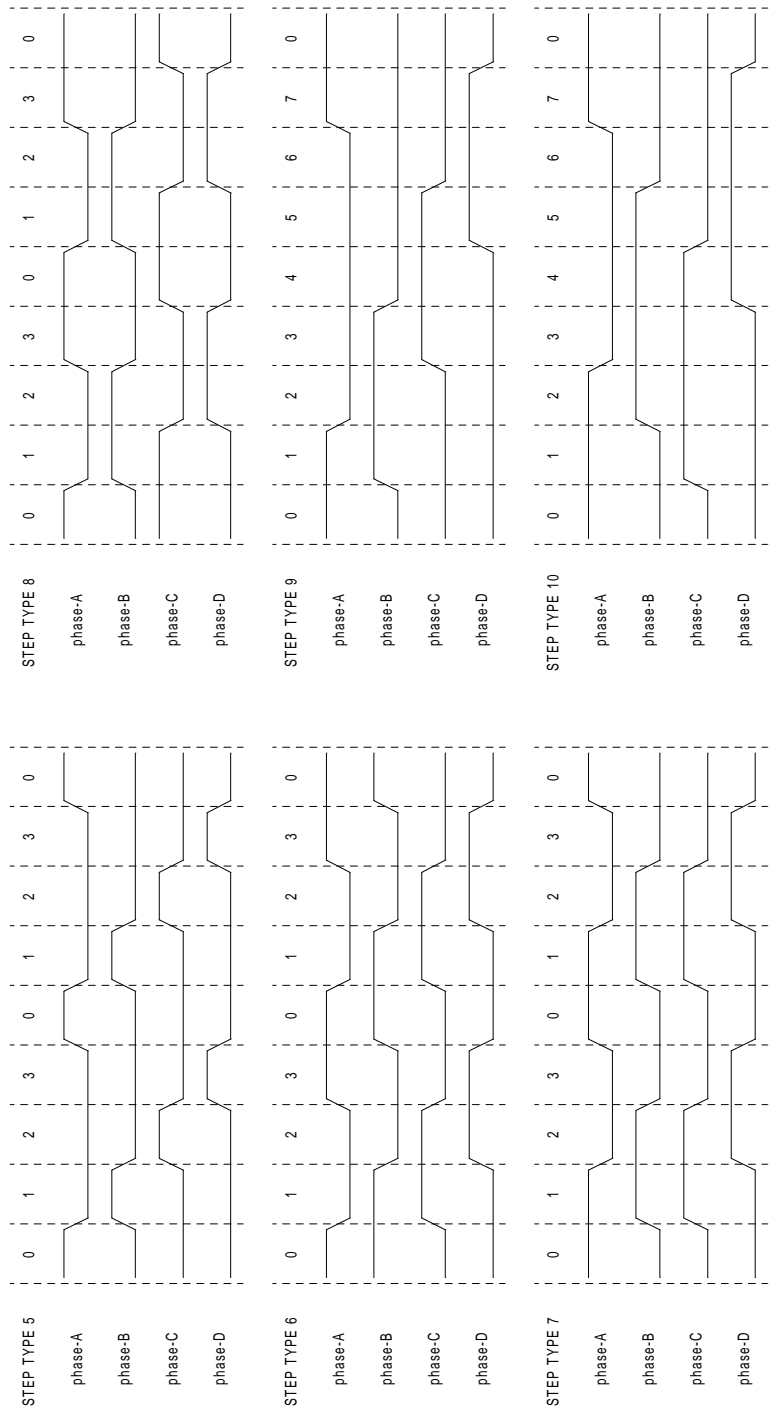 STEP TYPE 5 0 1 2 3 0 1 2 3 0
phase-A
phase-B
phase-C
phase-D
STEP TYPE 6 0 1 2 3 0 1 2 3 0
phase-A
phase-B
phase-C
phase-D
STEP TYPE 7 0 1 2 3 0 1 2 3 0
phase-A
phase-B
phase-C
phase-D
STEP TYPE 8 0 1 2 3 0 1 2 3 0
phase-A
phase-B
phase-C
phase-D
STEP TYPE 9 0 1 2 3 4 5 6 7 0
phase-A
phase-B
phase-C
phase-D
STEP TYPE 10 0 1 2 3 4 5 6 7 0
phase-A
phase-B
phase-C
phase-D